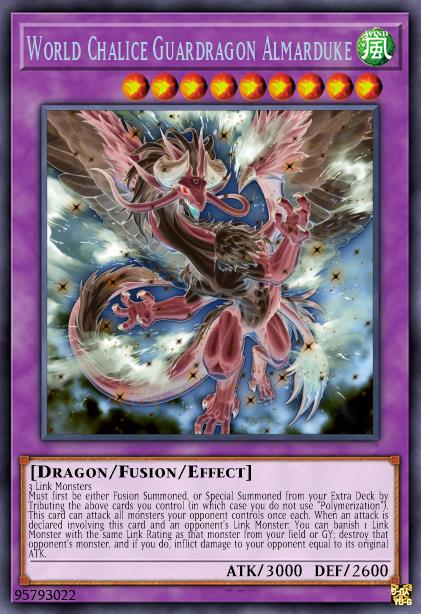 WORLD CHALICE GUARDRAGON ALMARDUKE
WIND
風
[DRAGON/FUSION/EFFECT]
3 Link Monsters
Must first be either Fusion Summoned, or Special Summoned from your Extra Deck by
Tributing the above cards you control (in which case you do not use "Polymerization").
This card can attack all monsters your opponent controls once each. When an attack is
declared involving this card and an opponent's Link Monster: You can banish 1 Link
Monster with the same Link Rating as that monster from your field or GY; destroy that
opponent's monster, and if you do, inflict damage to your opponent equal to its original
ATK.
ATK/3000 DEF/2600
95793022